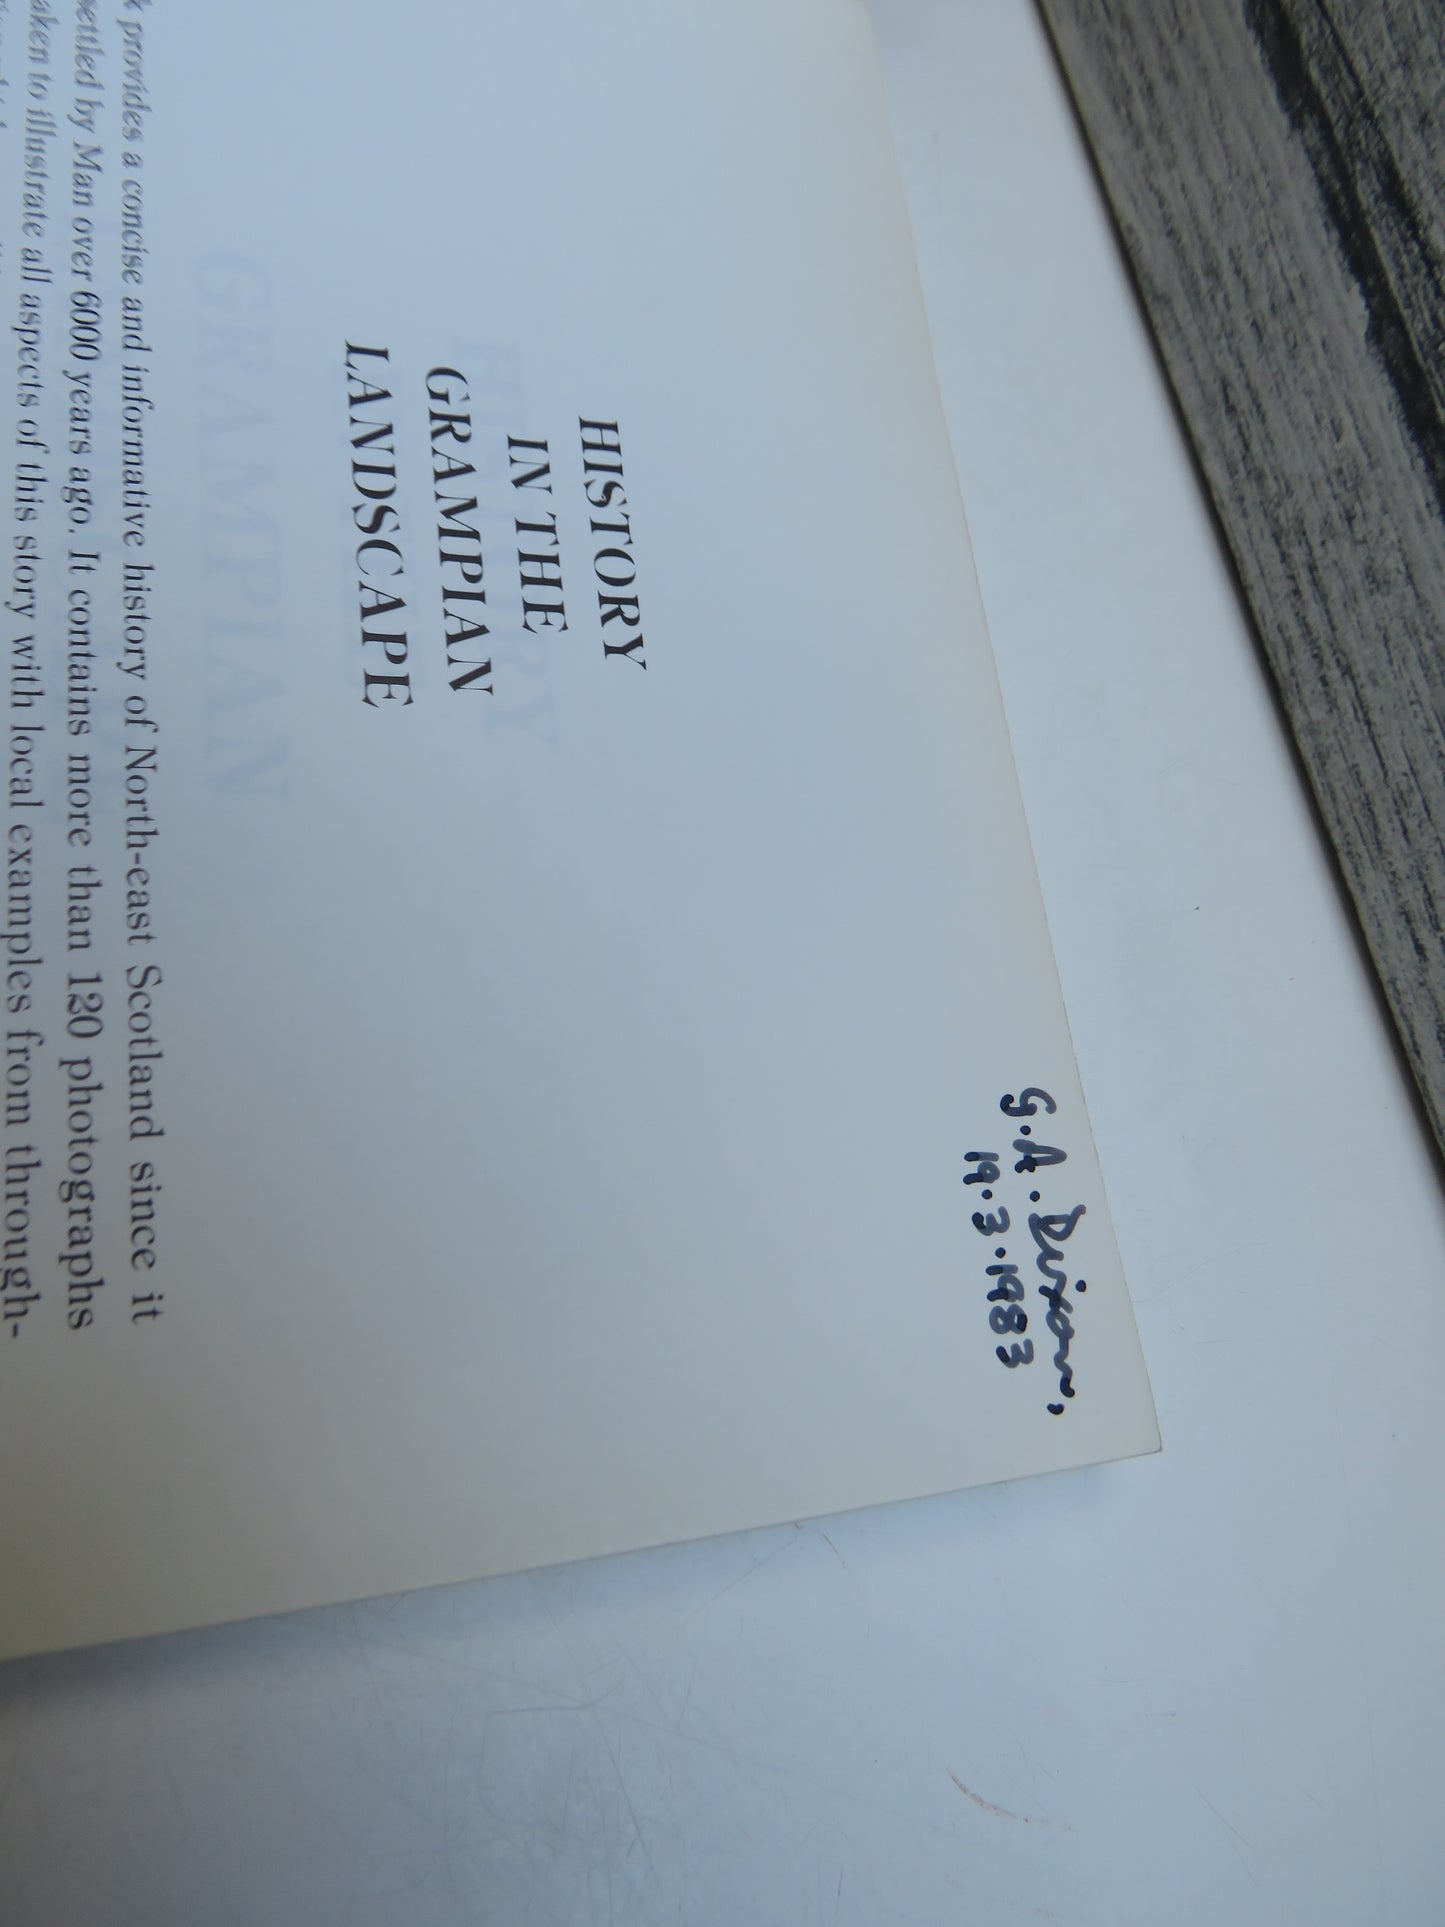 G.A. Dixon,
19.3.1983
HISTORY
IN THE
GRAMPIAN
LANDSCAPE
provides a concise and informative history of North-east Scotland since it
settled by Man over 6000 years ago. It contains more than 120 photographs
aken to illustrate all aspects of this story with local examples from through-